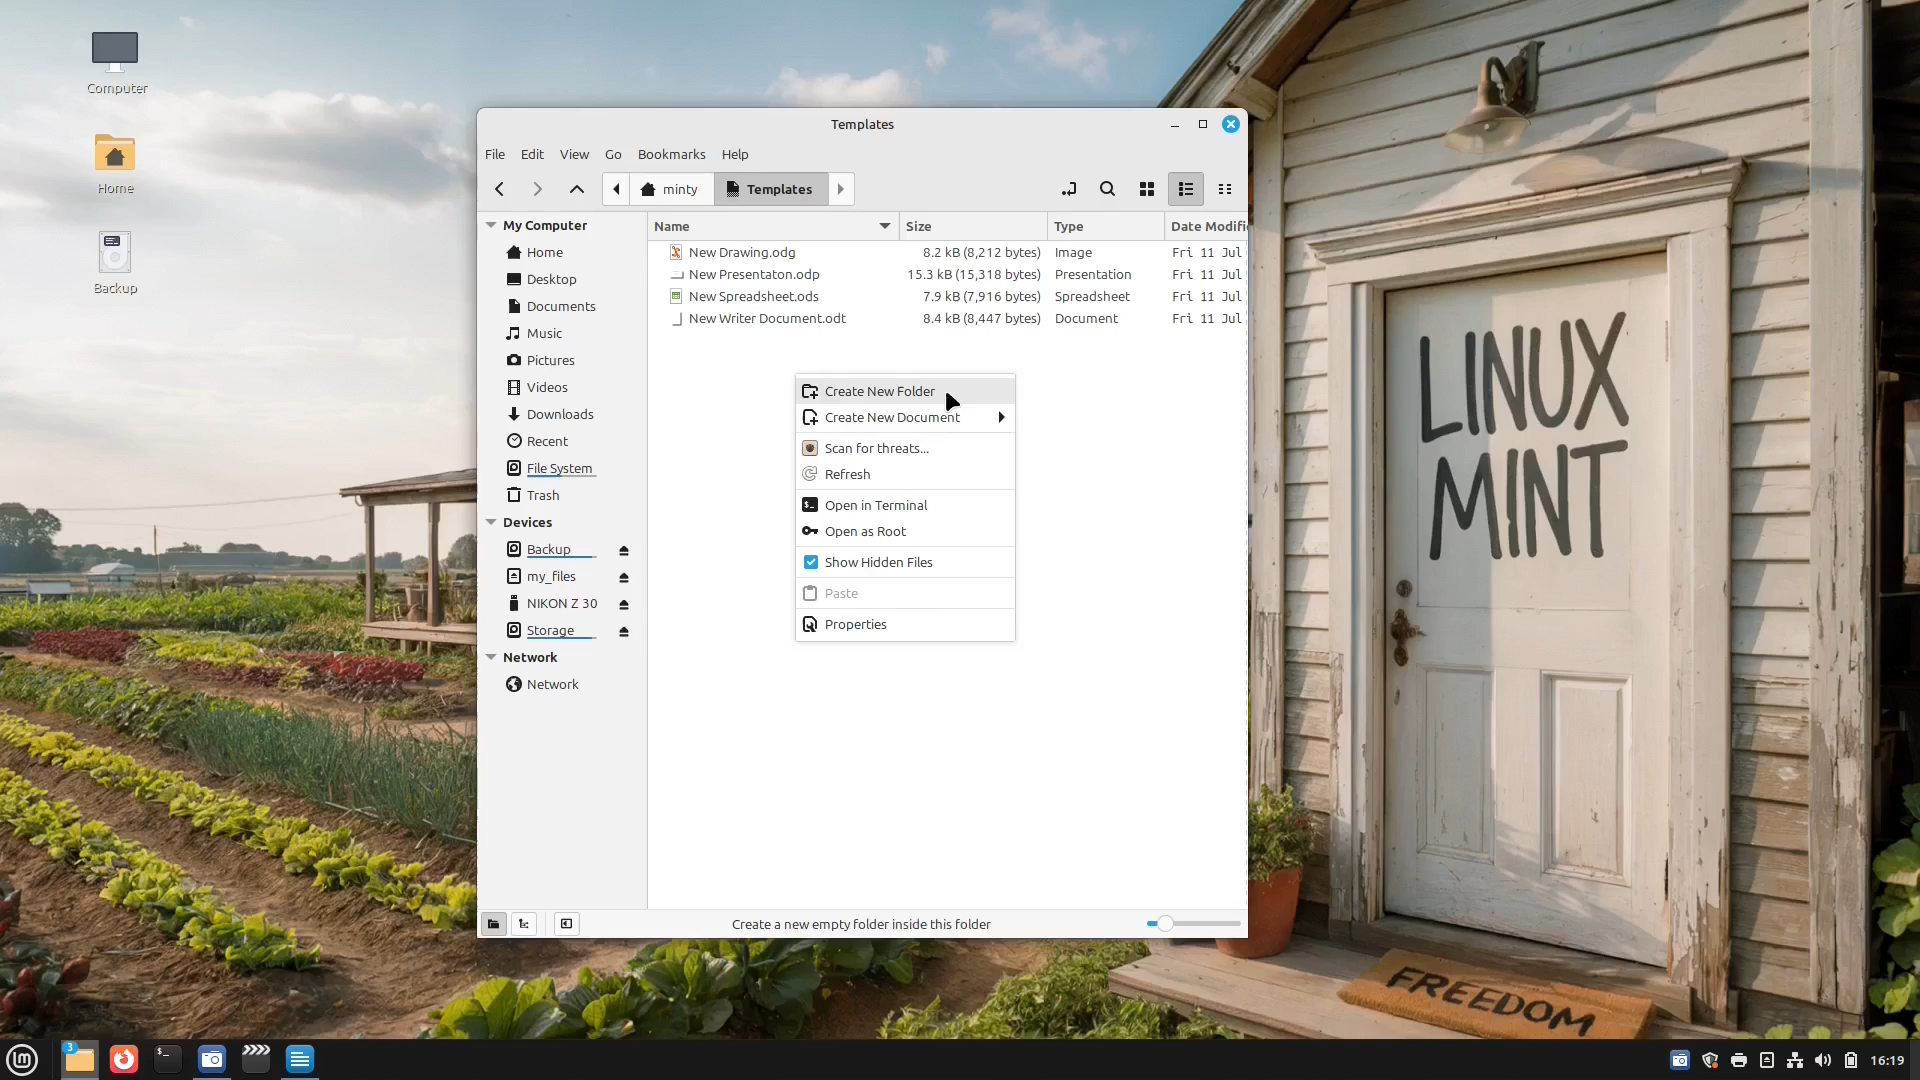 Computer
Home
Backup
Templates
File Edit View Go Bookmarks Help
minty Templates
My Computer
Home
Desktop
Documents
Music
Pictures
Videos
Downloads
Recent
File System
Trash
Devices
Backup
my_files
NIKON Z 30
Storage
Network
Network
Name Size Type Date Modifi
New Drawing.odg 8.2 kB (8,212 bytes) Image Fri 11 Jul
New Presentaton.odp 15.3 kB (15,318 bytes) Presentation Fri 11 Jul
New Spreadsheet.ods 7.9 kB (7,916 bytes) Spreadsheet Fri 11 Jul
New Writer Document.odt 8.4 kB (8,447 bytes) Document Fri 11 Jul
Create New Folder
Create New Document
Scan for threats...
Refresh
Open in Terminal
Open as Root
Show Hidden Files
Paste
Properties
Create a new empty folder inside this folder
LINUX
MINT
FREEDOM
3
16:19